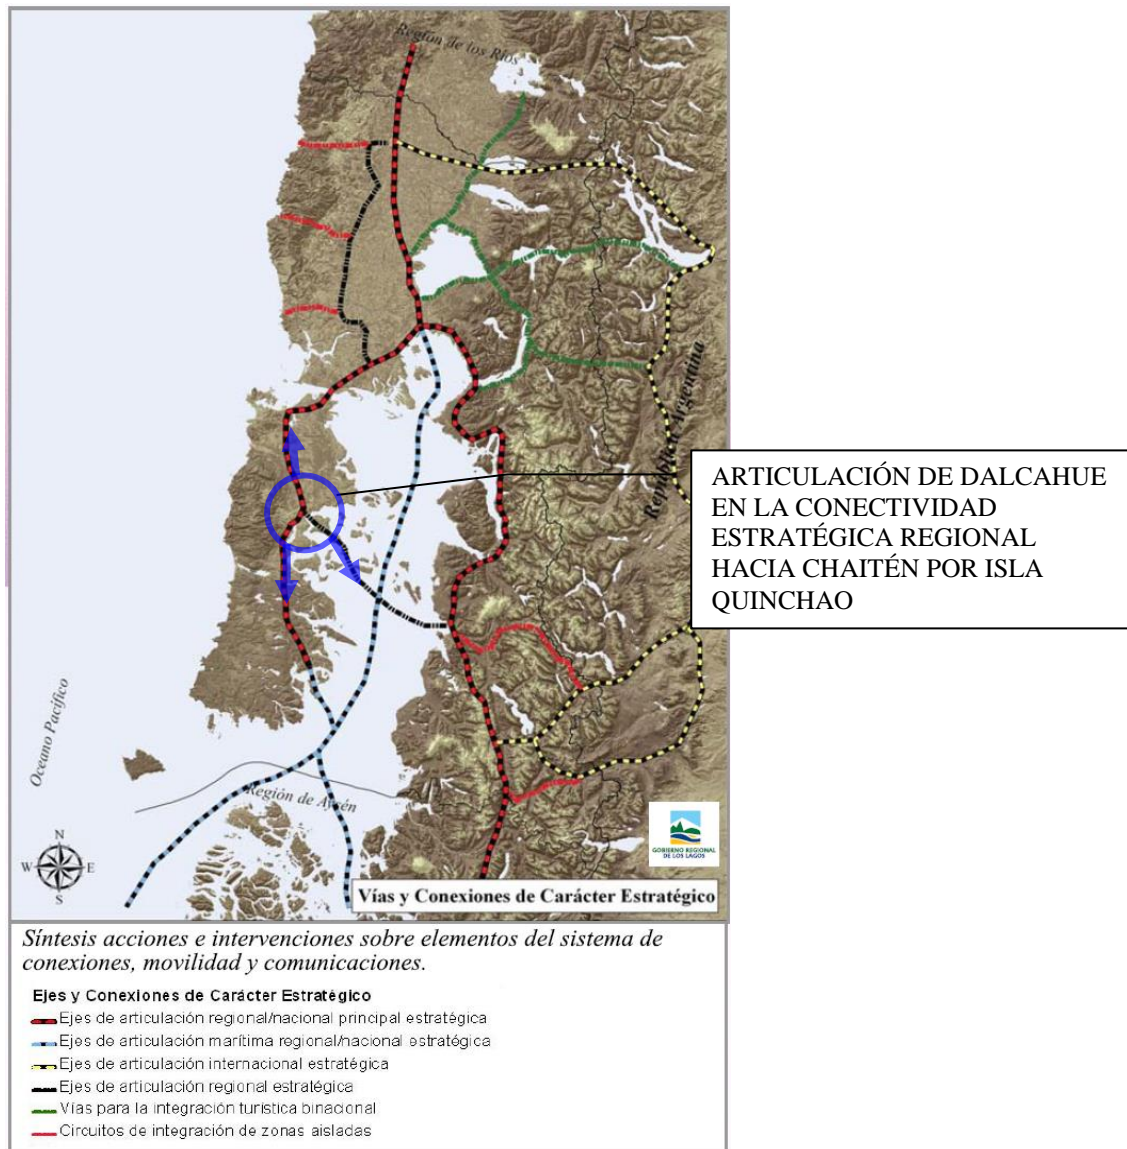 Región de los Ríos
República Argentina
ARTICULACIÓN DE DALCAHUE
EN LA CONECTIVIDAD
ESTRATÉGICA REGIONAL
HACIA CHAITÉN POR ISLA
QUINCHAO
Oceano Pacífico
Región de Aysén
N
W
E
S
GOBIERNO REGIONAL
DE LOS LAGOS
Vías y Conexiones de Carácter Estratégico
Síntesis acciones e intervenciones sobre elementos del sistema de
conexiones, movilidad y comunicaciones.
Ejes y Conexiones de Carácter Estratégico
Ejes de articulación regional/nacional principal estratégica
Ejes de articulación marítima regional/nacional estratégica
Ejes de articulación internacional estratégica
Ejes de articulación regional estratégica
Vías para la integración turística binacional
Circuitos de integración de zonas aisladas